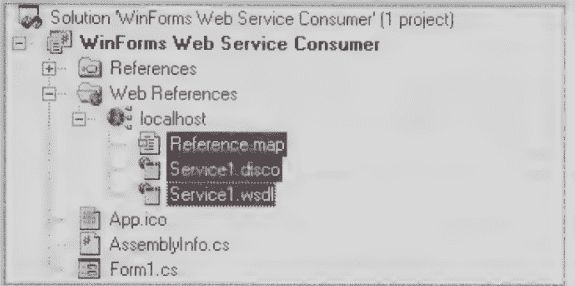 Solution 'WinForms Web Service Consumer' (1 project)
WinForms Web Service Consumer
References
Web References
localhost
Reference.map
Service1.disco
Service1.wsdl
App.ico
AssemblyInfo.cs
Form1.cs